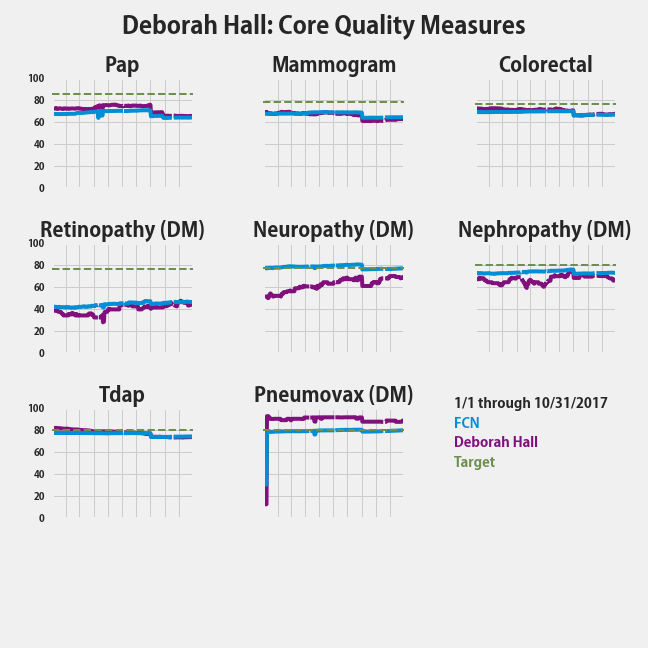 Deborah Hall: Core Quality Measures
Pap
Mammogram
Colorectal
100
80
60
40
20
0
Retinopathy (DM)
Neuropathy (DM)
Nephropathy (DM)
100
80
60
40
20
0
Tdap
Pneumovax (DM)
100
80
60
40
20
0
1/1 through 10/31/2017
FCN
Deborah Hall
Target